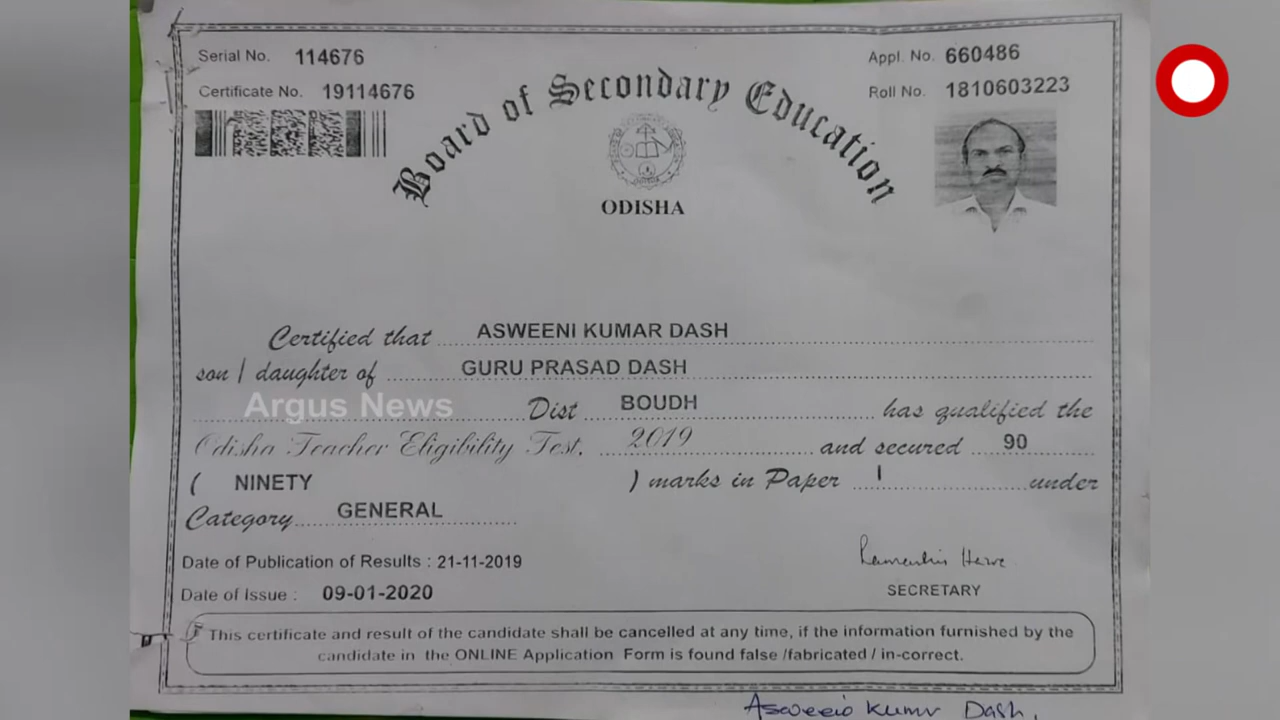 Serial No. 114676
Appl. No. 660486
Certificate No. 19114676
Roll No. 1810603223
Board of Secondary Education
ODISHA
Certified that ASWEENI KUMAR DASH
son / daughter of GURU PRASAD DASH
Argus News
Dist BOUDH has qualified the
Odisha Teacher Eligibility Test, 2019 and secured 90
( NINETY ) marks in Paper I under
Category GENERAL
Date of Publication of Results : 21-11-2019
Date of Issue : 09-01-2020
SECRETARY
This certificate and result of the candidate shall be cancelled at any time, if the information furnished by the
candidate in the ONLINE Application Form is found false /fabricated / in-correct.
Kumar Dash,